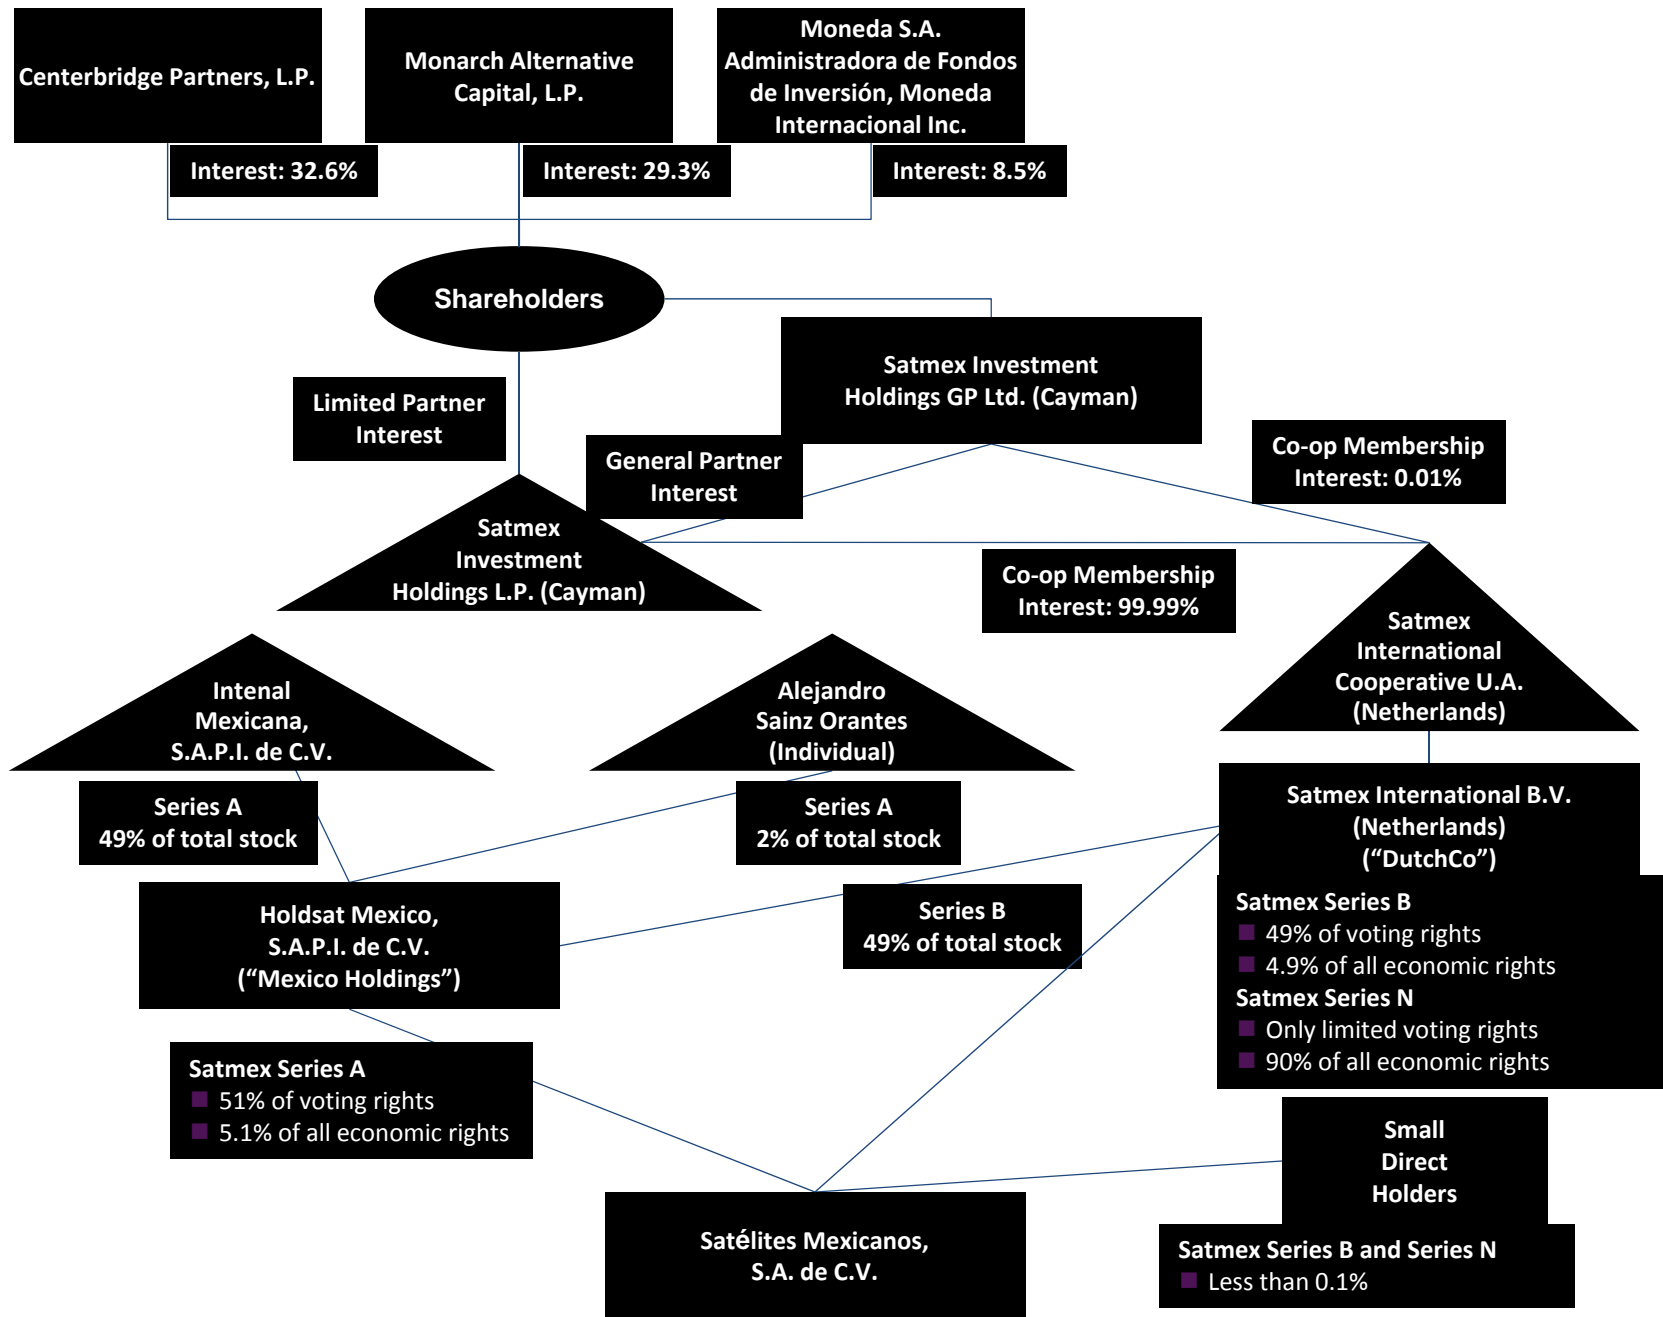 Centerbridge Partners, L.P.
Monarch Alternative
Capital, L.P.
Moneda S.A.
Administradora de Fondos
de Inversión, Moneda
Internacional Inc.
Interest: 32.6%
Interest: 29.3%
Interest: 8.5%
Shareholders
Satmex Investment
Holdings GP Ltd. (Cayman)
Limited Partner
Interest
General Partner
Interest
Co-op Membership
Interest: 0.01%
Satmex
Investment
Holdings L.P. (Cayman)
Co-op Membership
Interest: 99.99%
Satmex
International
Cooperative U.A.
(Netherlands)
Intenal
Mexicana,
S.A.P.I. de C.V.
Alejandro
Sainz Orantes
(Individual)
Series A
49% of total stock
Series A
2% of total stock
Satmex International B.V.
(Netherlands)
(“DutchCo”)
Holdsat Mexico,
S.A.P.I. de C.V.
(“Mexico Holdings”)
Series B
49% of total stock
Satmex Series B
49% of voting rights
4.9% of all economic rights
Satmex Series N
Only limited voting rights
90% of all economic rights
Satmex Series A
51% of voting rights
5.1% of all economic rights
Small
Direct
Holders
Satélites Mexicanos,
S.A. de C.V.
Satmex Series B and Series N
Less than 0.1%